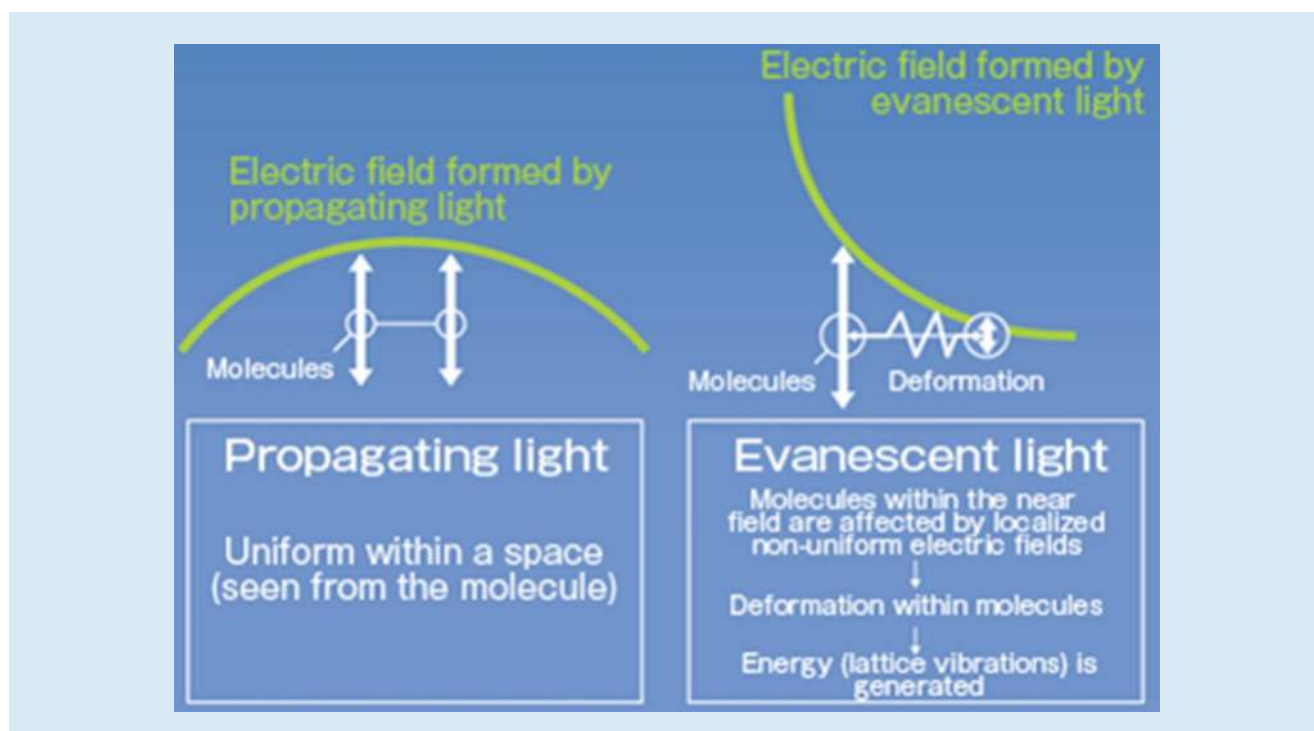 Electric field formed by
propagating light
Molecules
Propagating light
Uniform within a space
(seen from the molecule)
Electric field formed by
evanescent light
Molecules
Deformation
Evanescent light
Molecules within the near
field are affected by localized
non-uniform electric fields
↓
Deformation within molecules
↓
Energy (lattice vibrations) is
generated